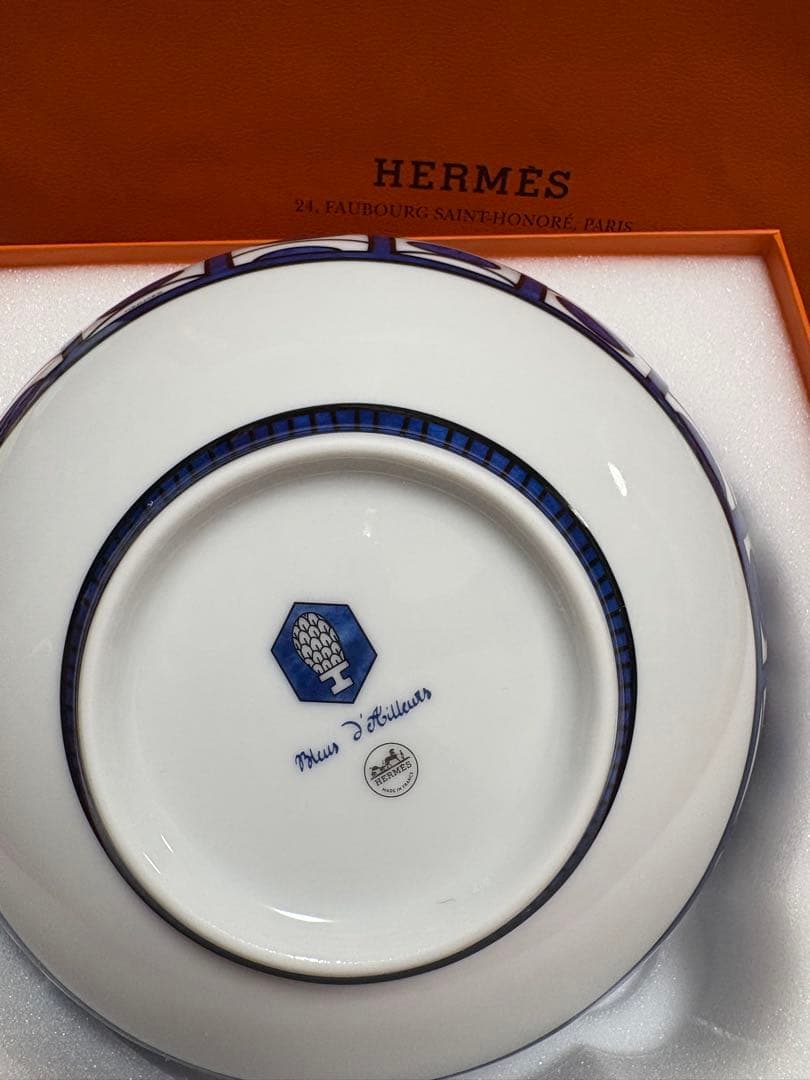 HERMÈS
24, FAUBOURG SAINT-HONORÉ, PARIS
H
Bleus d'Ailleurs
HERMÈS
MADE IN FRANCE